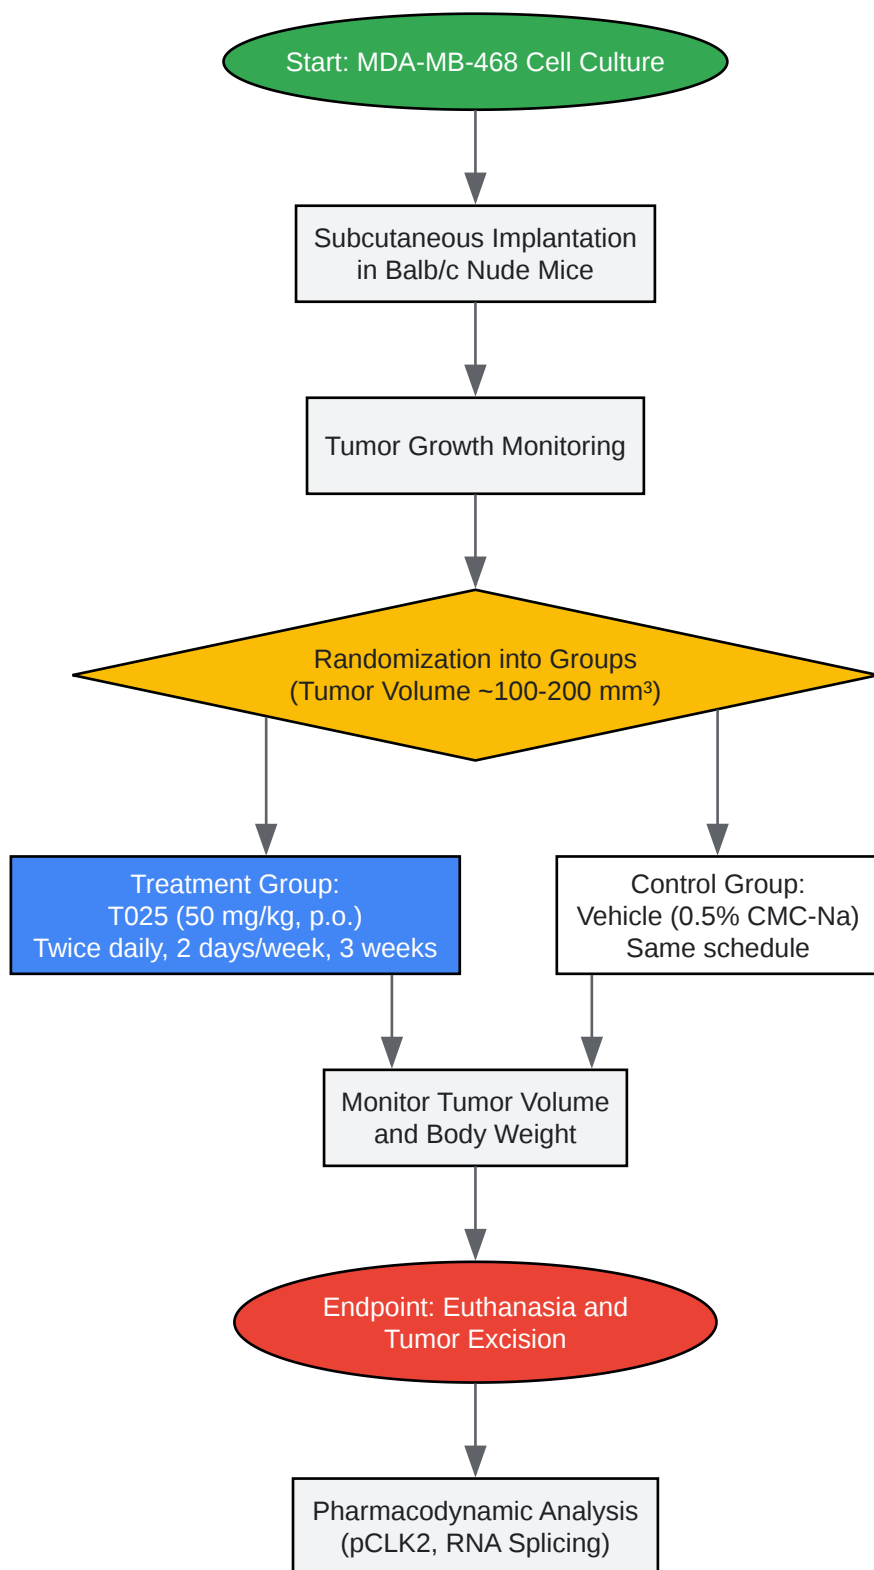 Start: MDA-MB-468 Cell Culture
Subcutaneous Implantation
in Balb/c Nude Mice
Tumor Growth Monitoring
Randomization into Groups
(Tumor Volume ~100-200 mm³)
Treatment Group:
T025 (50 mg/kg, p.o.)
Twice daily, 2 days/week, 3 weeks
Control Group:
Vehicle (0.5% CMC-Na)
Same schedule
Monitor Tumor Volume
and Body Weight
Endpoint: Euthanasia and
Tumor Excision
Pharmacodynamic Analysis
(pCLK2, RNA Splicing)